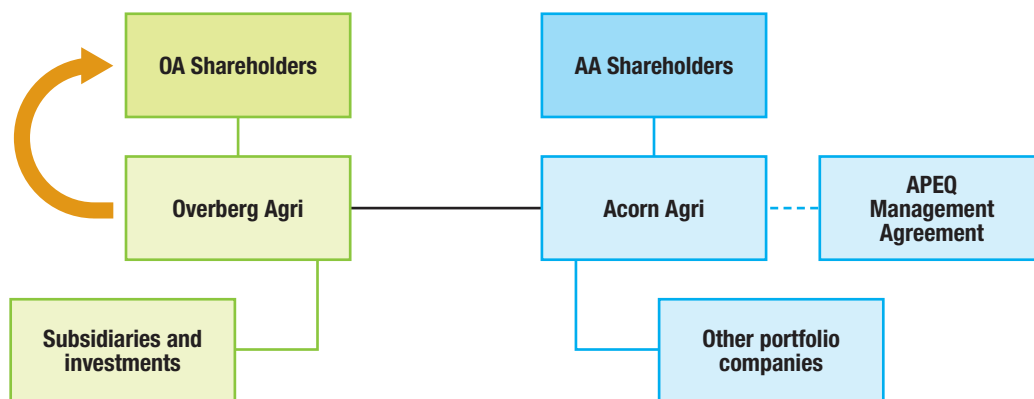 OA Shareholders
AA Shareholders
Overberg Agri
Acorn Agri
APEQ
Management
Agreement
Subsidiaries and
investments
Other portfolio
companies